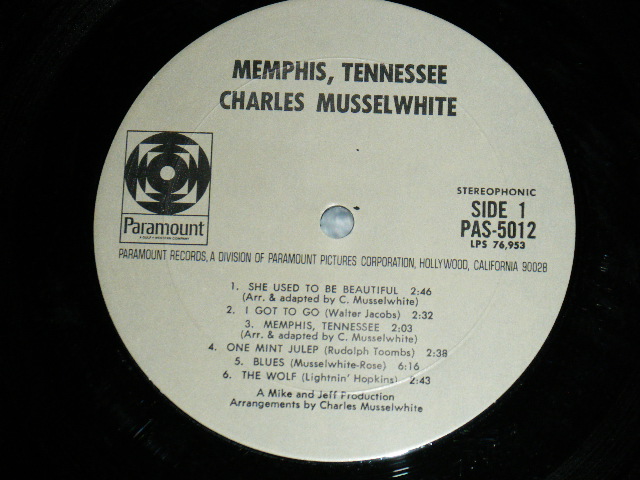 MEMPHIS, TENNESSEE
CHARLES MUSSELWHITE
STEREOPHONIC
SIDE 1
PAS-5012
LPS 76,953
Paramount
A GULF + WESTERN COMPANY
PARAMOUNT RECORDS, A DIVISION OF PARAMOUNT PICTURES CORPORATION, HOLLYWOOD, CALIFORNIA 90028
1. SHE USED TO BE BEAUTIFUL 2:46
(Arr. & adapted by C. Musselwhite)
2. I GOT TO GO (Walter Jacobs) 2:32
3. MEMPHIS, TENNESSEE 2:03
(Arr. & adapted by C. Musselwhite)
4. ONE MINT JULEP (Rudolph Toombs) 2:38
5. BLUES (Musselwhite-Rose) 6:16
6. THE WOLF (Lightnin' Hopkins) 2:43
A Mike and Jeff Production
Arrangements by Charles Musselwhite